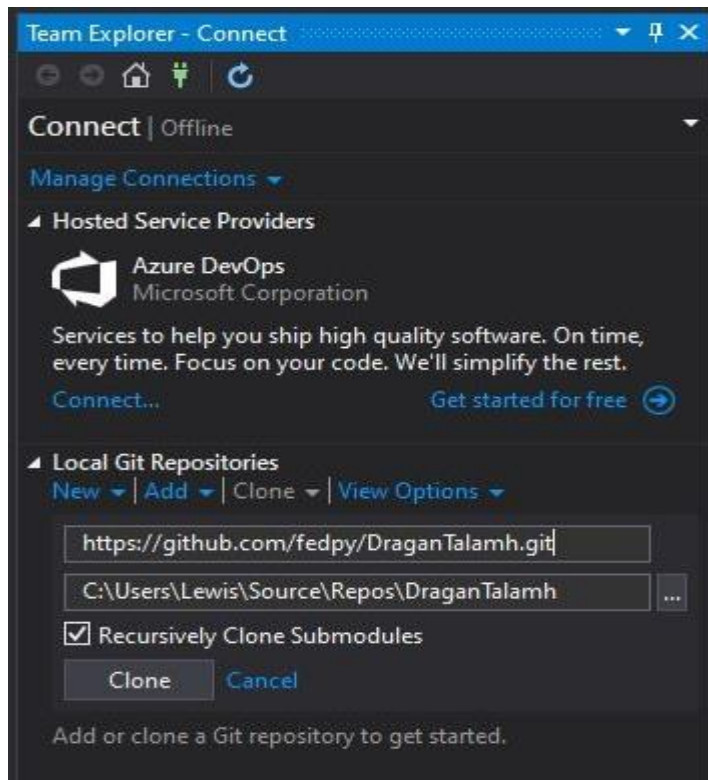 Team Explorer - Connect
Connect | Offline
Manage Connections
Hosted Service Providers
Azure DevOps
Microsoft Corporation
Services to help you ship high quality software. On time,
every time. Focus on your code. We'll simplify the rest.
Connect... Get started for free
Local Git Repositories
New | Add | Clone | View Options
https://github.com/fedpy/DraganTalamh.git
C:\Users\Lewis\Source\Repos\DraganTalamh
...
Recursively Clone Submodules
Clone Cancel
Add or clone a Git repository to get started.